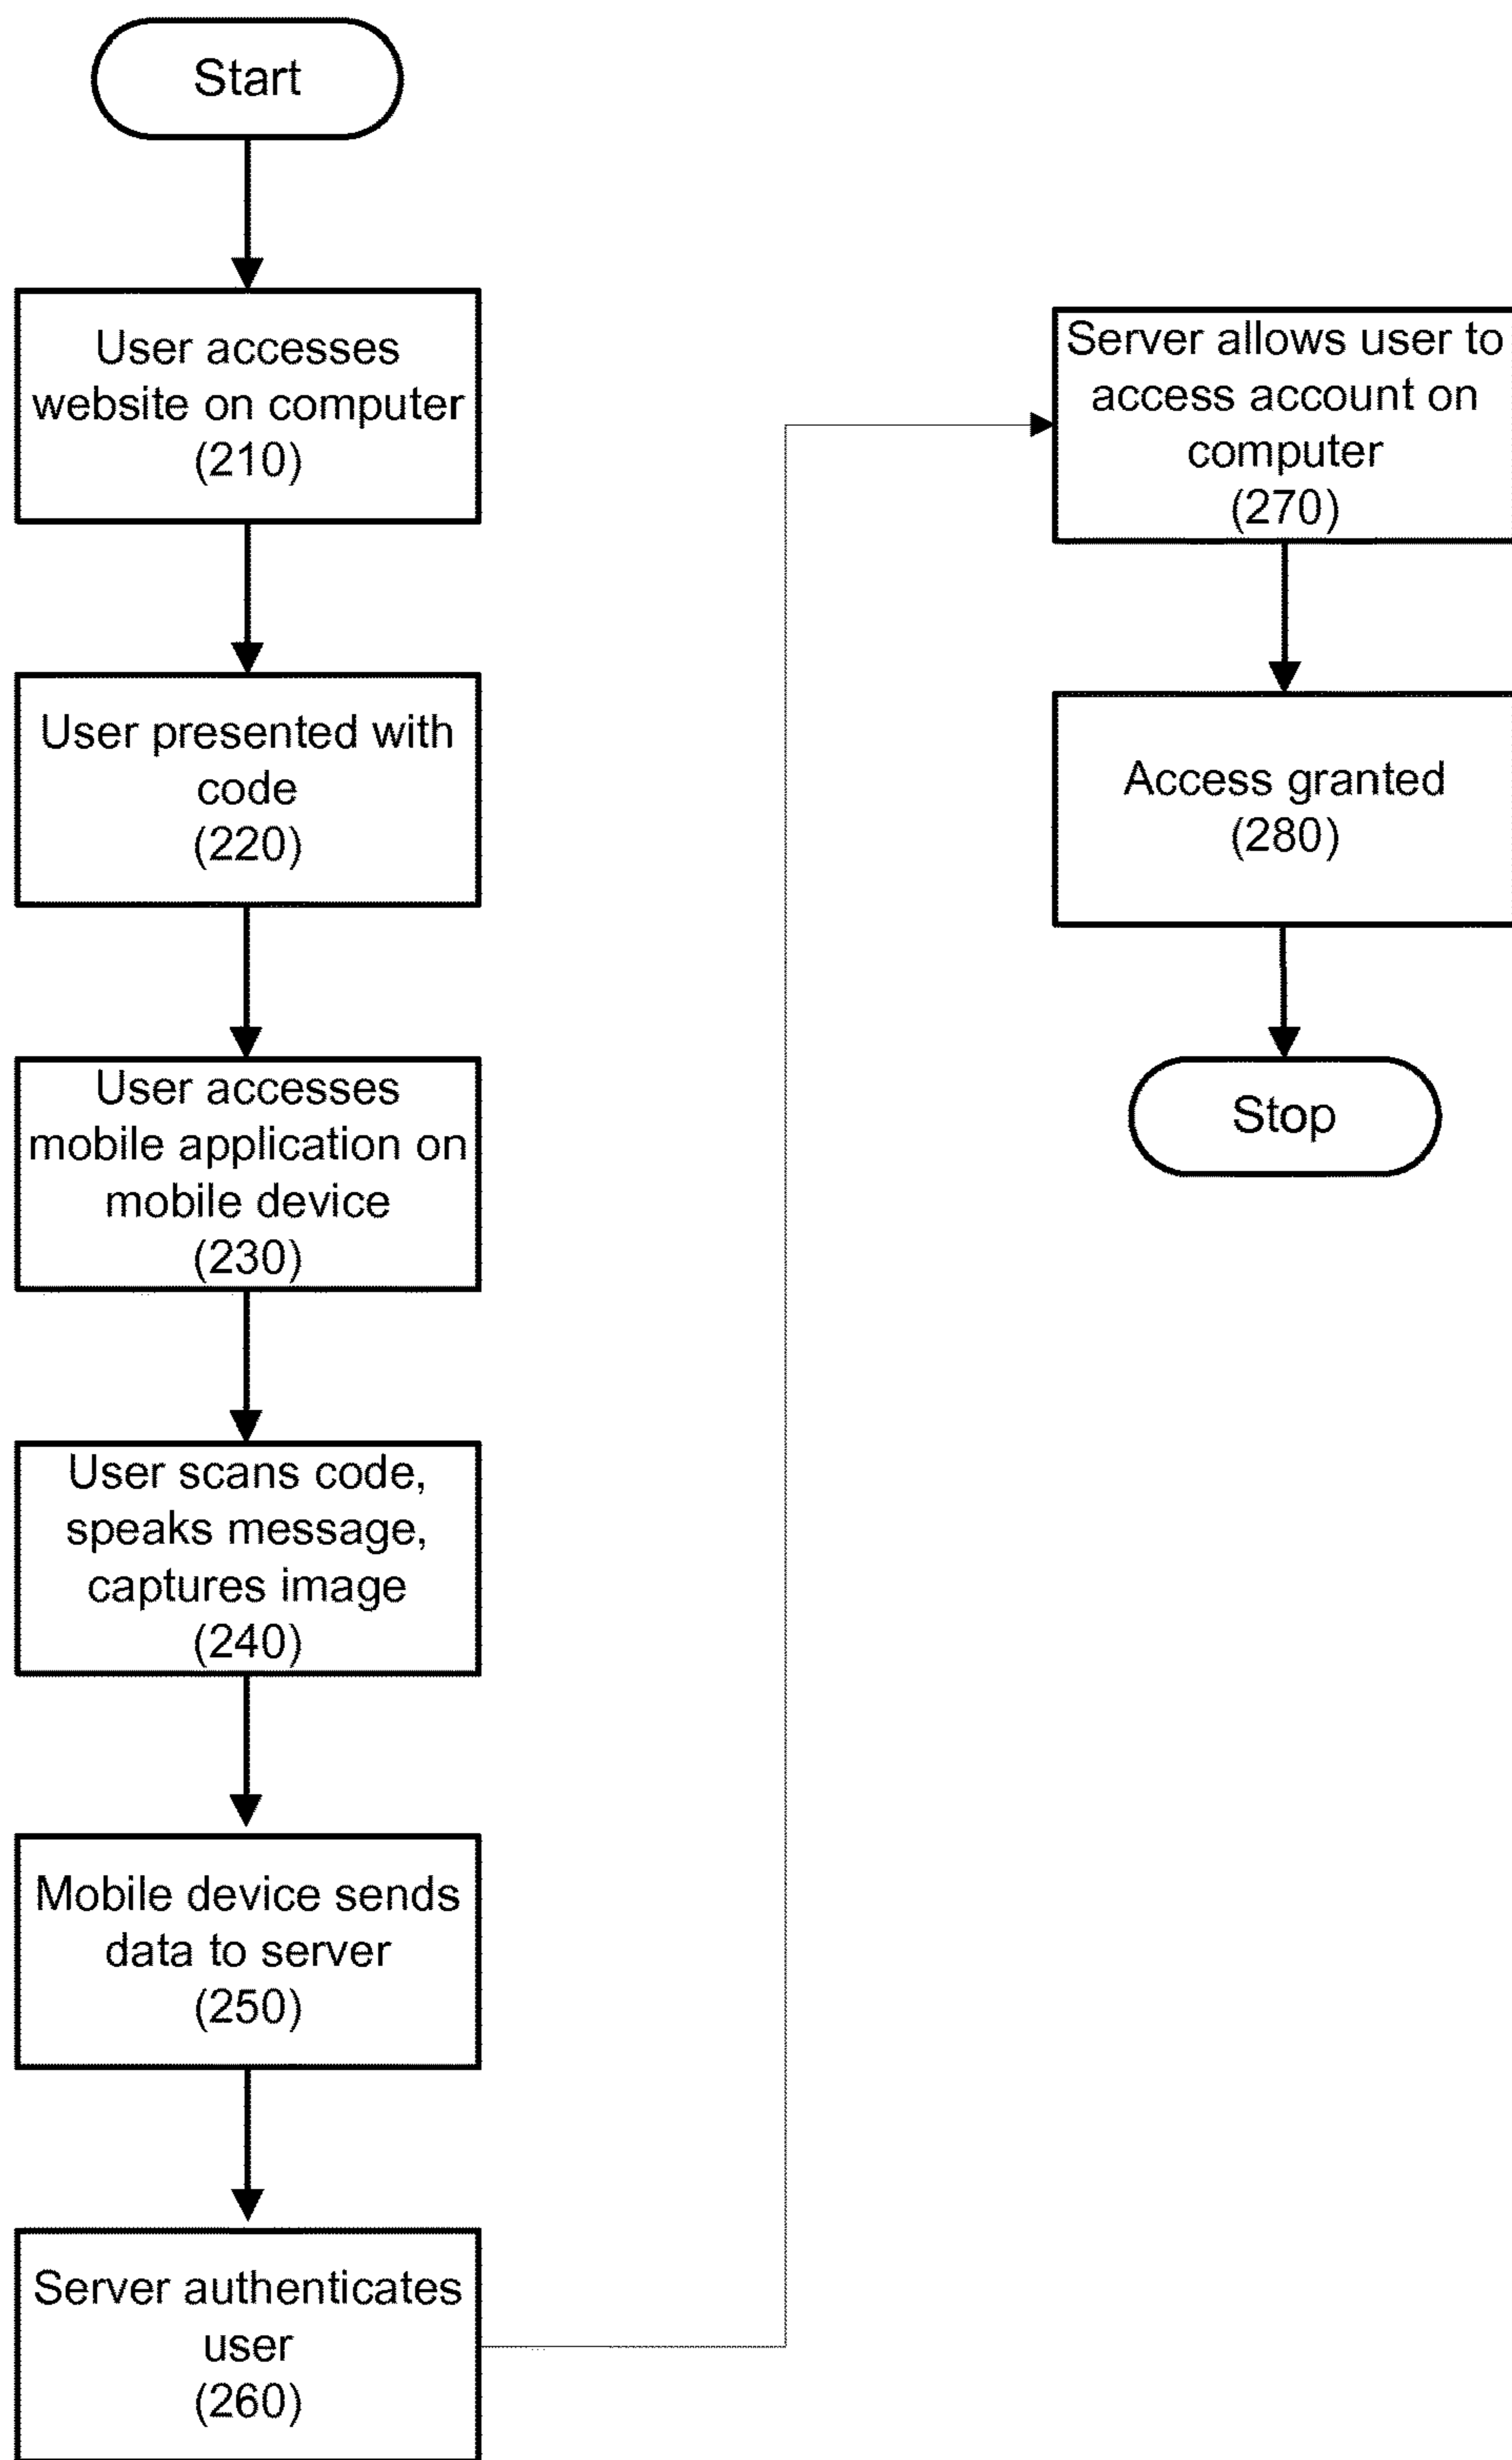 Start
User accesses
website on computer
(210)
User presented with
code
(220)
User accesses
mobile application on
mobile device
(230)
User scans code,
speaks message,
captures image
(240)
Mobile device sends
data to server
(250)
Server authenticates
user
(260)
Server allows user to
access account on
computer
(270)
Access granted
(280)
Stop